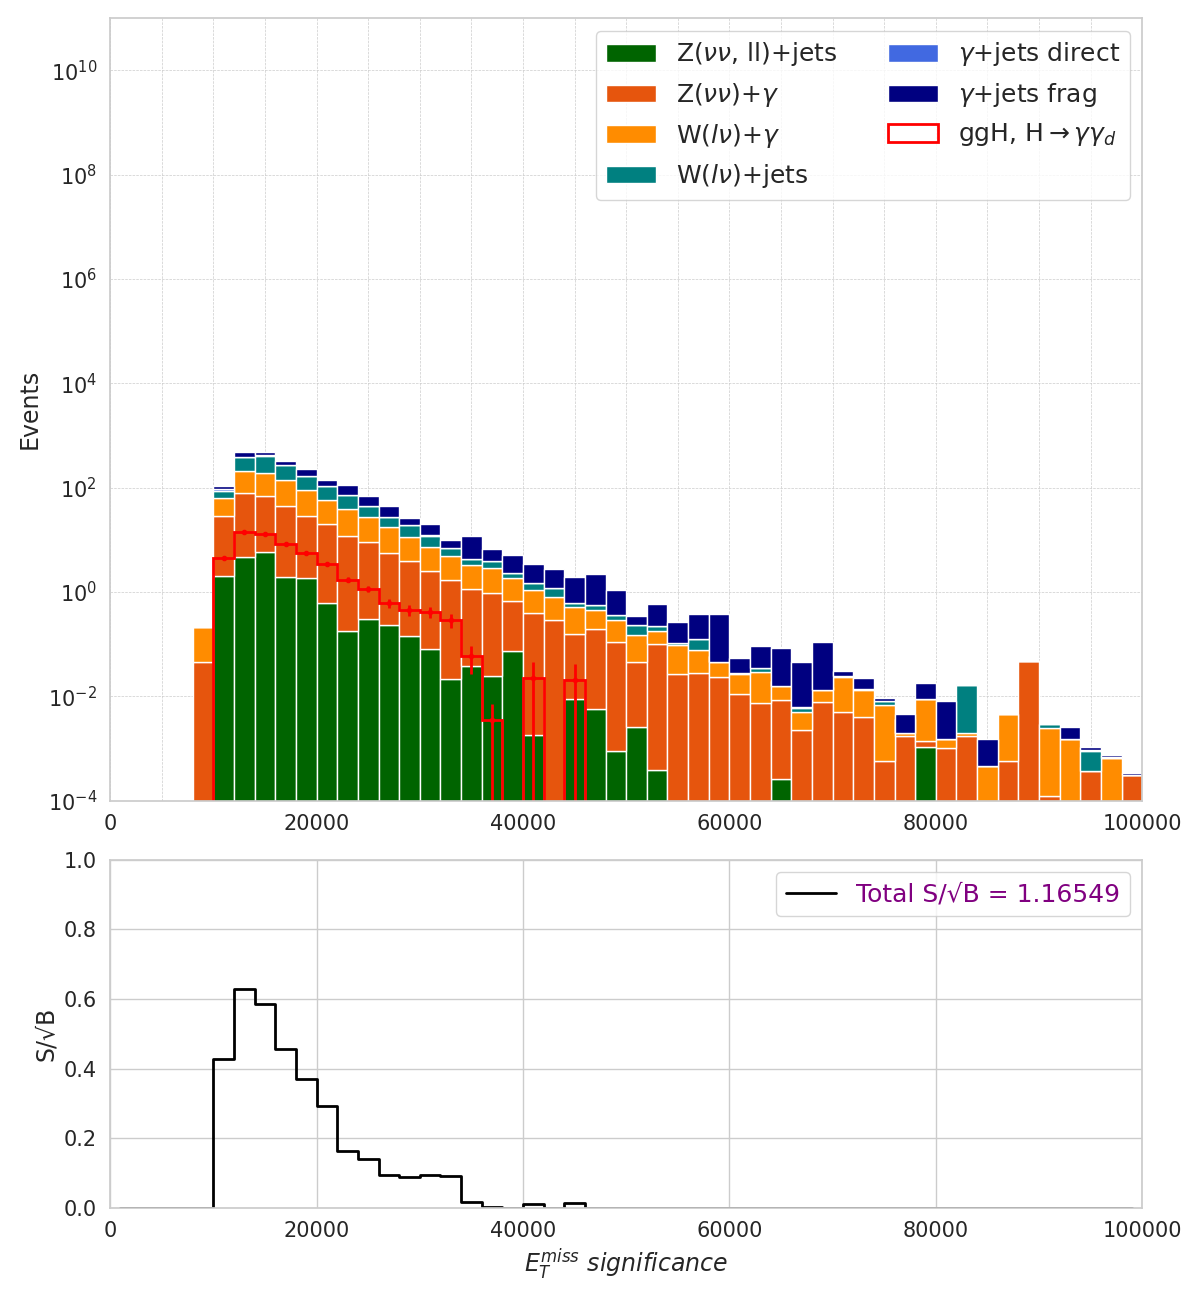 Z(νν, ll)+jets
Z(νν)+γ
W(lν)+γ
W(lν)+jets
γ+jets direct
γ+jets frag
ggH, H→γγ_d
Events
10^10
10^8
10^6
10^4
10^2
10^0
10^−2
10^−4
0 20000 40000 60000 80000 100000
Total S/√B = 1.16549
S/√B
1.0
0.8
0.6
0.4
0.2
0.0
0 20000 40000 60000 80000 100000
E_T^miss significance